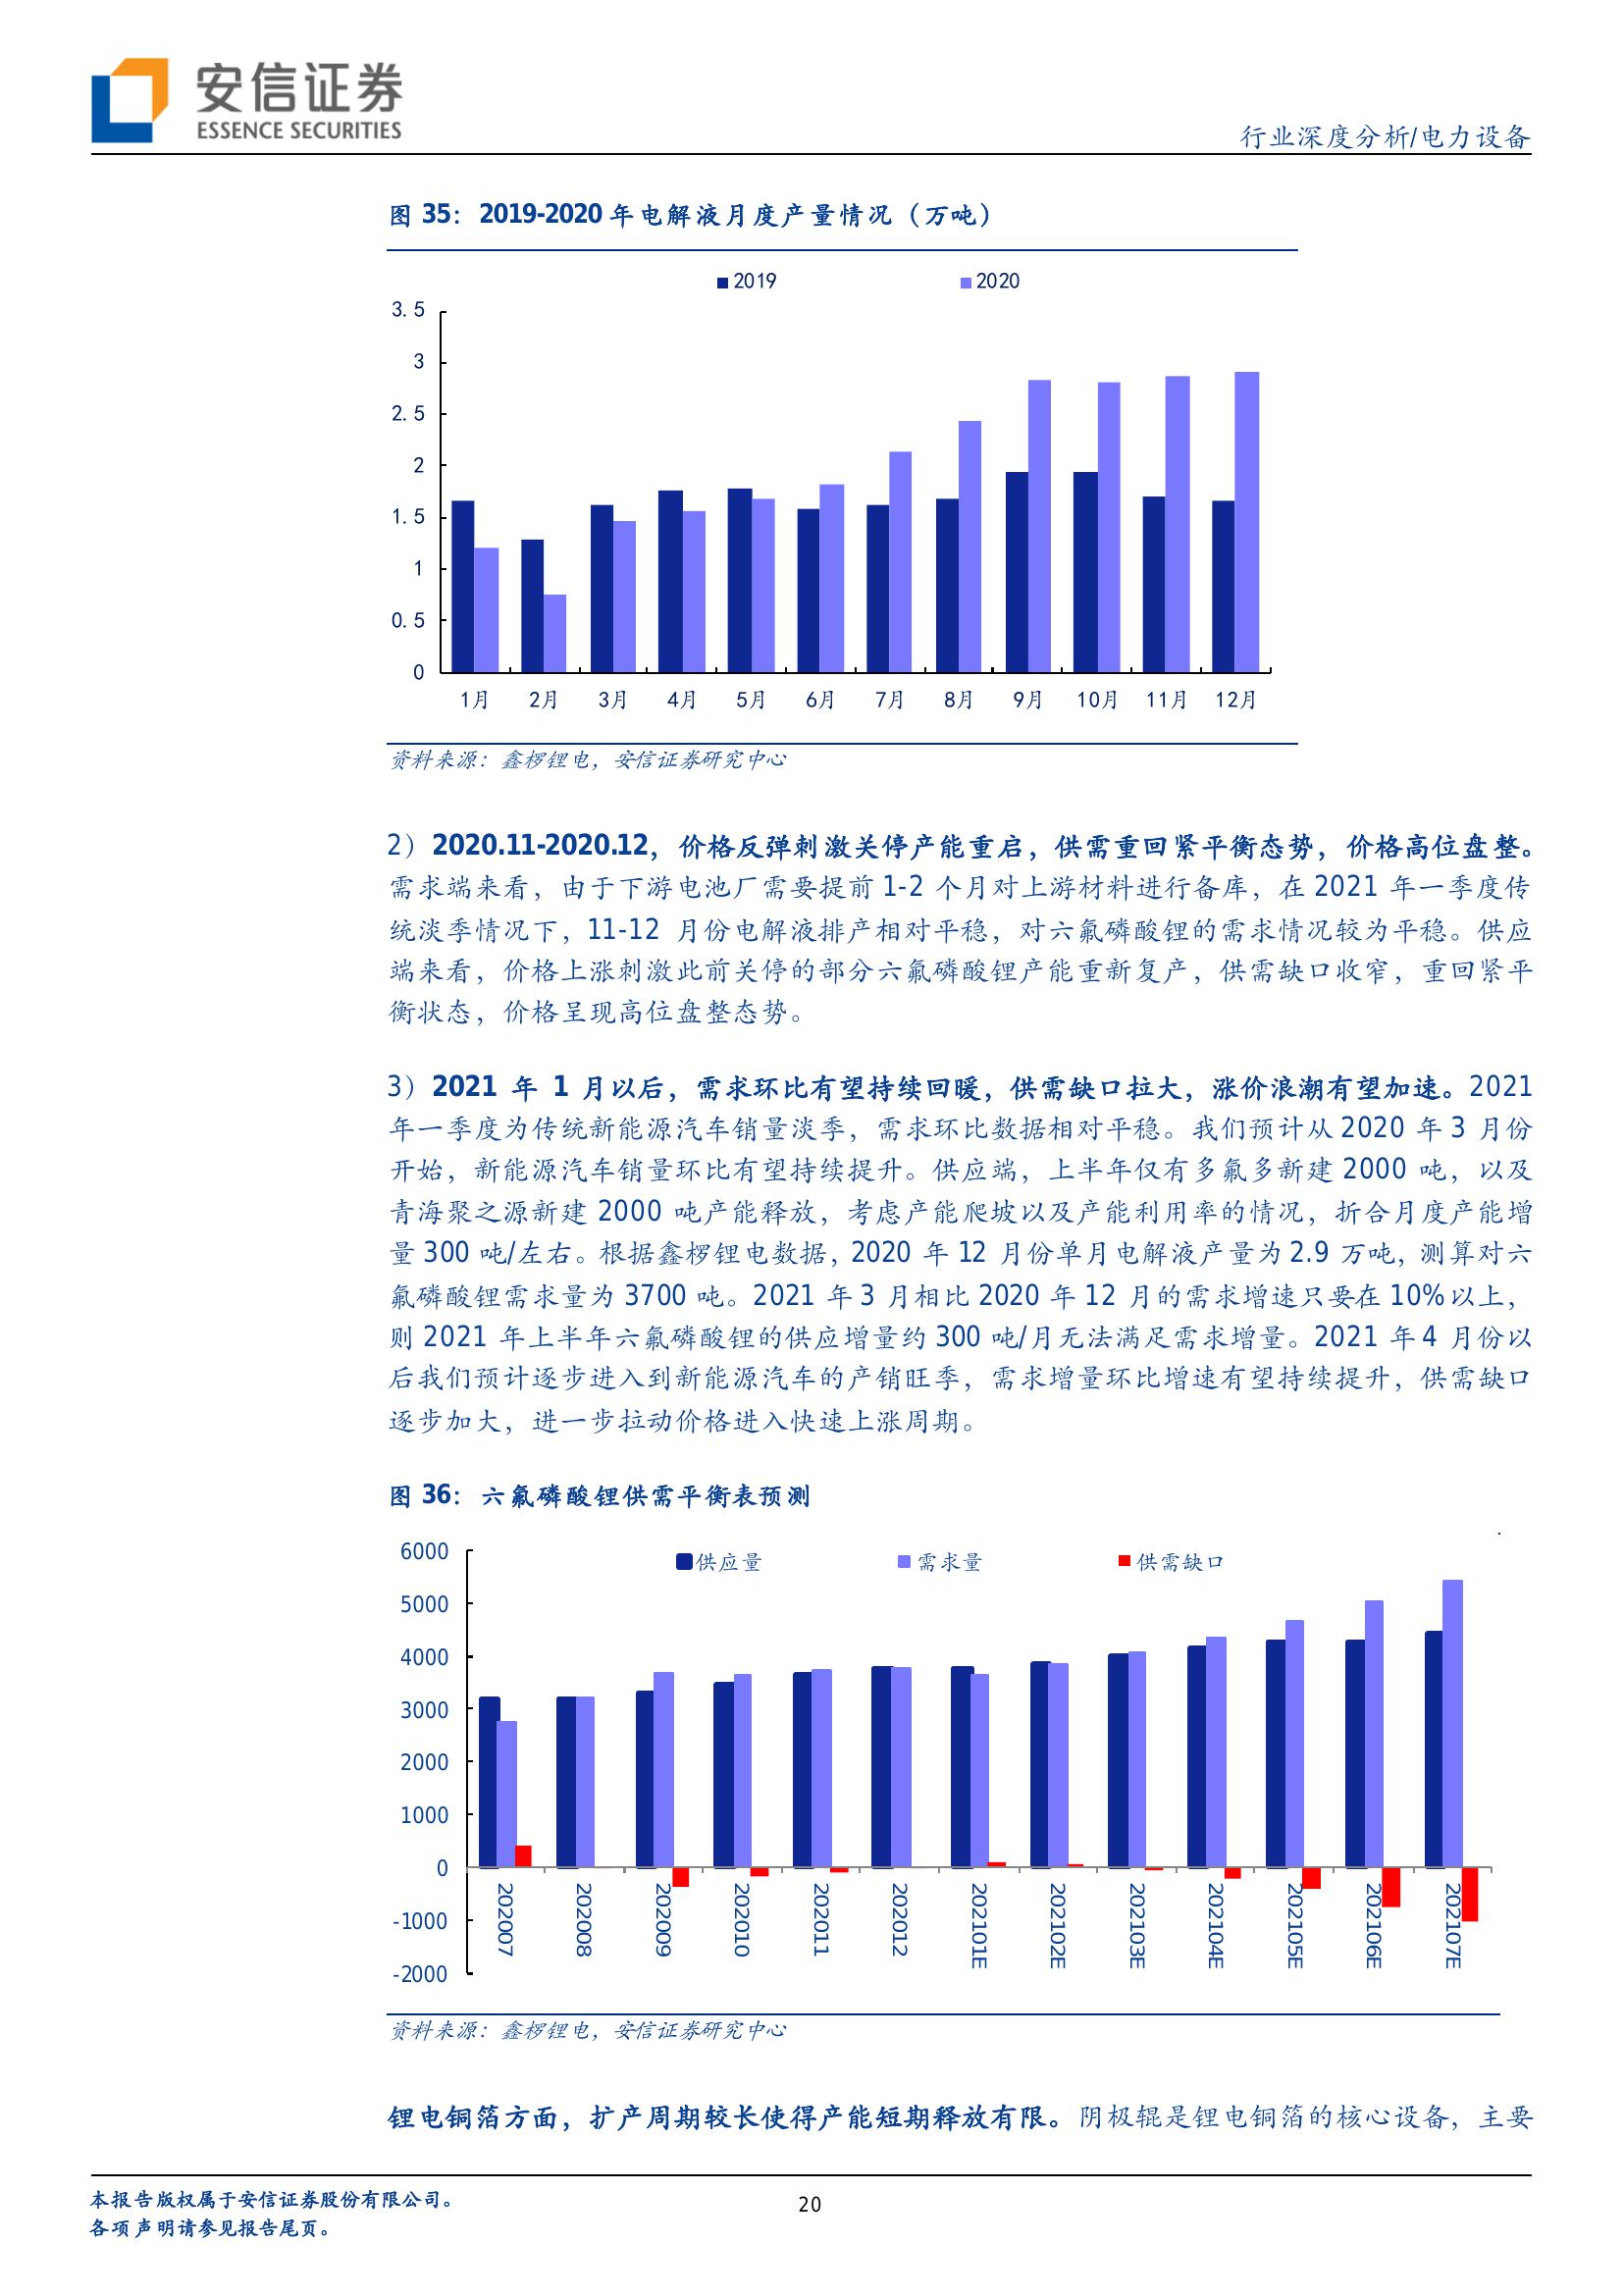 安信证券
ESSENCE SECURITIES
行业深度分析/电力设备
图 35：2019-2020 年电解液月度产量情况（万吨）
2019 2020
3.5
3
2.5
2
1.5
1
0.5
0
1月 2月 3月 4月 5月 6月 7月 8月 9月 10月 11月 12月
资料来源：鑫椤锂电，安信证券研究中心
2）2020.11-2020.12，价格反弹刺激关停产能重启，供需重回紧平衡态势，价格高位盘整。
需求端来看，由于下游电池厂需要提前 1-2 个月对上游材料进行备库，在 2021 年一季度传
统淡季情况下，11-12 月份电解液排产相对平稳，对六氟磷酸锂的需求情况较为平稳。供应
端来看，价格上涨刺激此前关停的部分六氟磷酸锂产能重新复产，供需缺口收窄，重回紧平
衡状态，价格呈现高位盘整态势。
3）2021 年 1 月以后，需求环比有望持续回暖，供需缺口拉大，涨价浪潮有望加速。2021
年一季度为传统新能源汽车销量淡季，需求环比数据相对平稳。我们预计从 2020 年 3 月份
开始，新能源汽车销量环比有望持续提升。供应端，上半年仅有多氟多新建 2000 吨，以及
青海聚之源新建 2000 吨产能释放，考虑产能爬坡以及产能利用率的情况，折合月度产能增
量 300 吨/左右。根据鑫椤锂电数据，2020 年 12 月份单月电解液产量为 2.9 万吨，测算对六
氟磷酸锂需求量为 3700 吨。2021 年 3 月相比 2020 年 12 月的需求增速只要在 10%以上，
则 2021 年上半年六氟磷酸锂的供应增量约 300 吨/月无法满足需求增量。2021 年 4 月份以
后我们预计逐步进入到新能源汽车的产销旺季，需求增量环比增速有望持续提升，供需缺口
逐步加大，进一步拉动价格进入快速上涨周期。
图 36：六氟磷酸锂供需平衡表预测
供应量 需求量 供需缺口
6000
5000
4000
3000
2000
1000
0
-1000
-2000
202007 202008 202009 202010 202011 202012 202101E 202102E 202103E 202104E 202105E 202106E 202107E
资料来源：鑫椤锂电，安信证券研究中心
锂电铜箔方面，扩产周期较长使得产能短期释放有限。阴极辊是锂电铜箔的核心设备，主要
本报告版权属于安信证券股份有限公司。
各项声明请参见报告尾页。
20